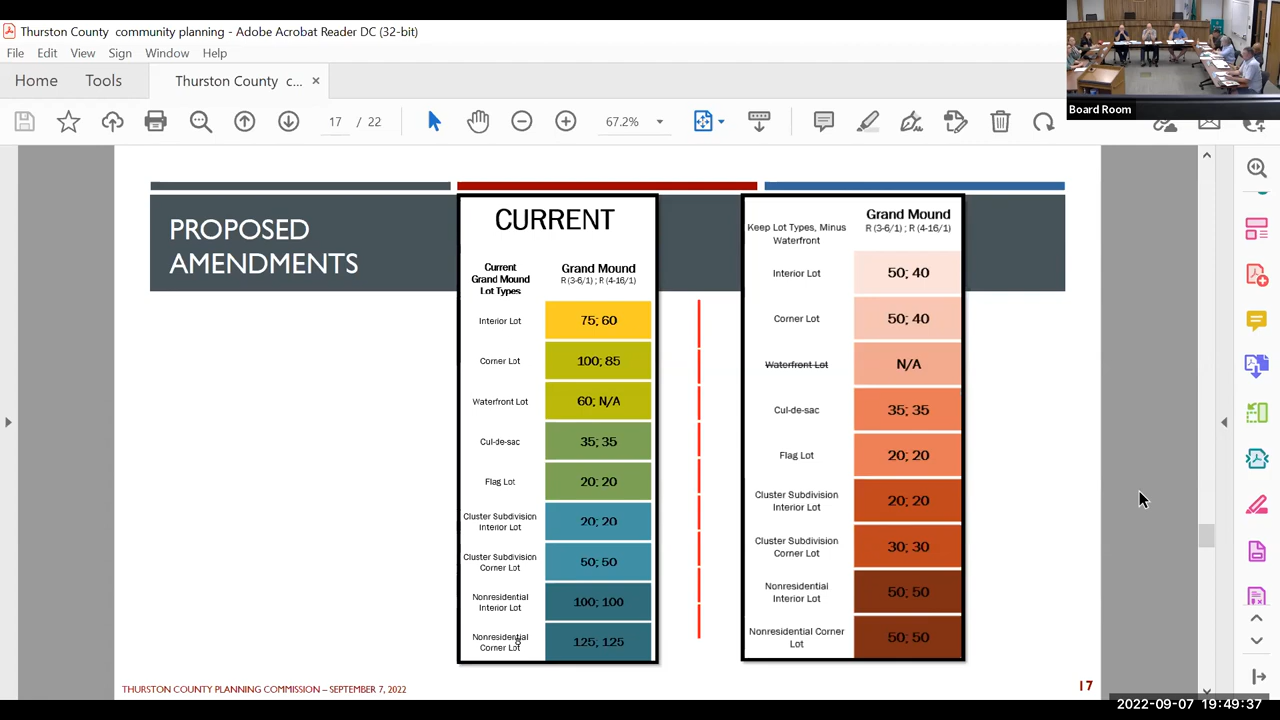 Thurston County  community planning - Adobe Acrobat Reader DC (32-bit)
File Edit View Sign Window Help
Home Tools Thurston County c... ×
17 / 22 67.2%
Board Room
PROPOSED
AMENDMENTS
CURRENT
Current
Grand Mound
Lot Types
Grand Mound
R (3-6/1) ; R (4-16/1)
Interior Lot 75; 60
Corner Lot 100; 85
Waterfront Lot 60; N/A
Cul-de-sac 35; 35
Flag Lot 20; 20
Cluster Subdivision
Interior Lot
20; 20
Cluster Subdivision
Corner Lot
50; 50
Nonresidential
Interior Lot
100; 100
Nonresidential
Corner Lot
125; 125
Keep Lot Types, Minus
Waterfront
Grand Mound
R (3-6/1) ; R (4-16/1)
Interior Lot 50; 40
Corner Lot 50; 40
Waterfront Lot N/A
Cul-de-sac 35; 35
Flag Lot 20; 20
Cluster Subdivision
Interior Lot
20; 20
Cluster Subdivision
Corner Lot
30; 30
Nonresidential
Interior Lot
50; 50
Nonresidential Corner
Lot
50; 50
THURSTON COUNTY PLANNING COMMISSION – SEPTEMBER 7, 2022
17
2022-09-07 19:49:37